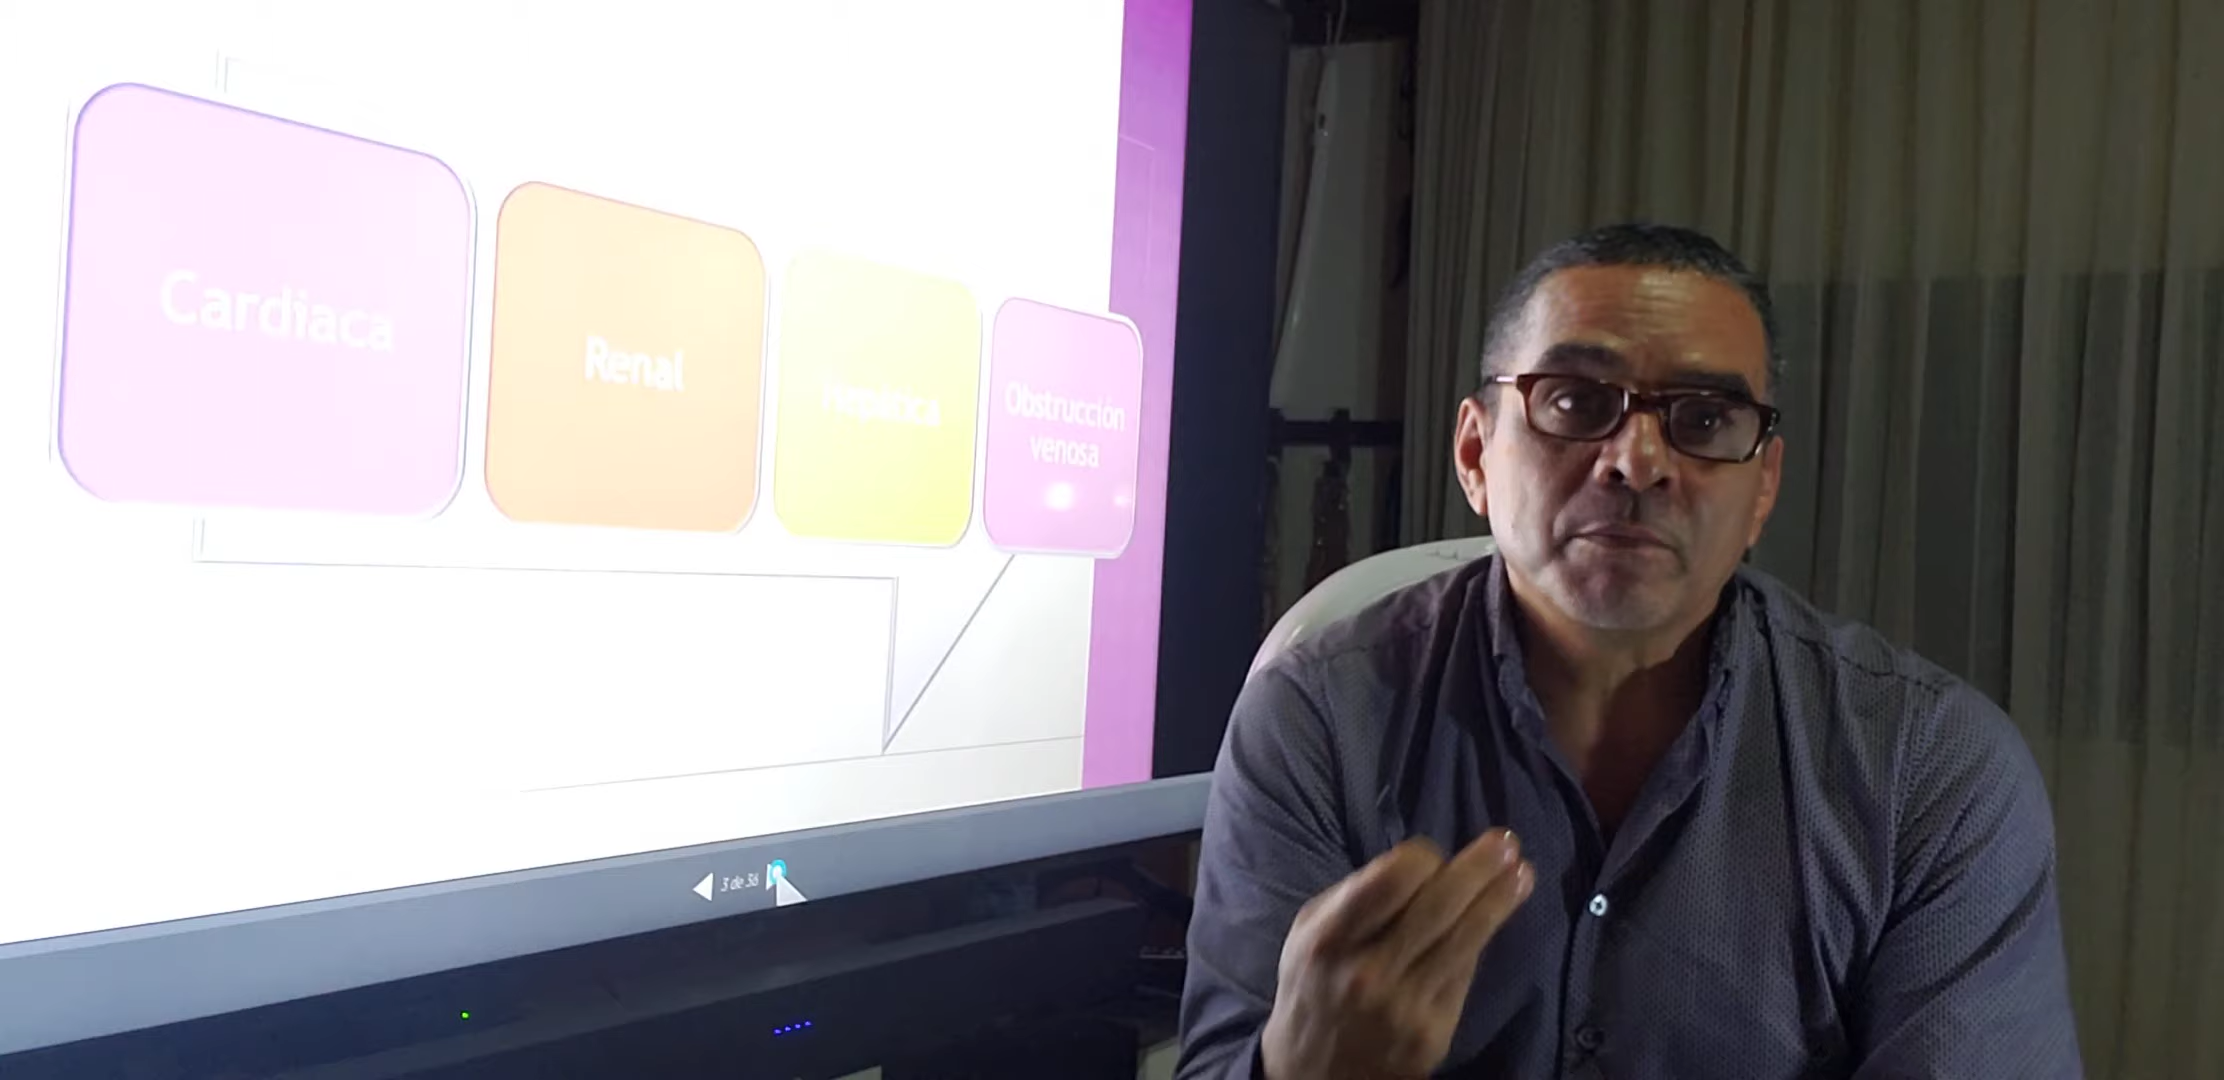 Cardiaca
Renal
Hepática
Obstrucción
venosa
3 de 36